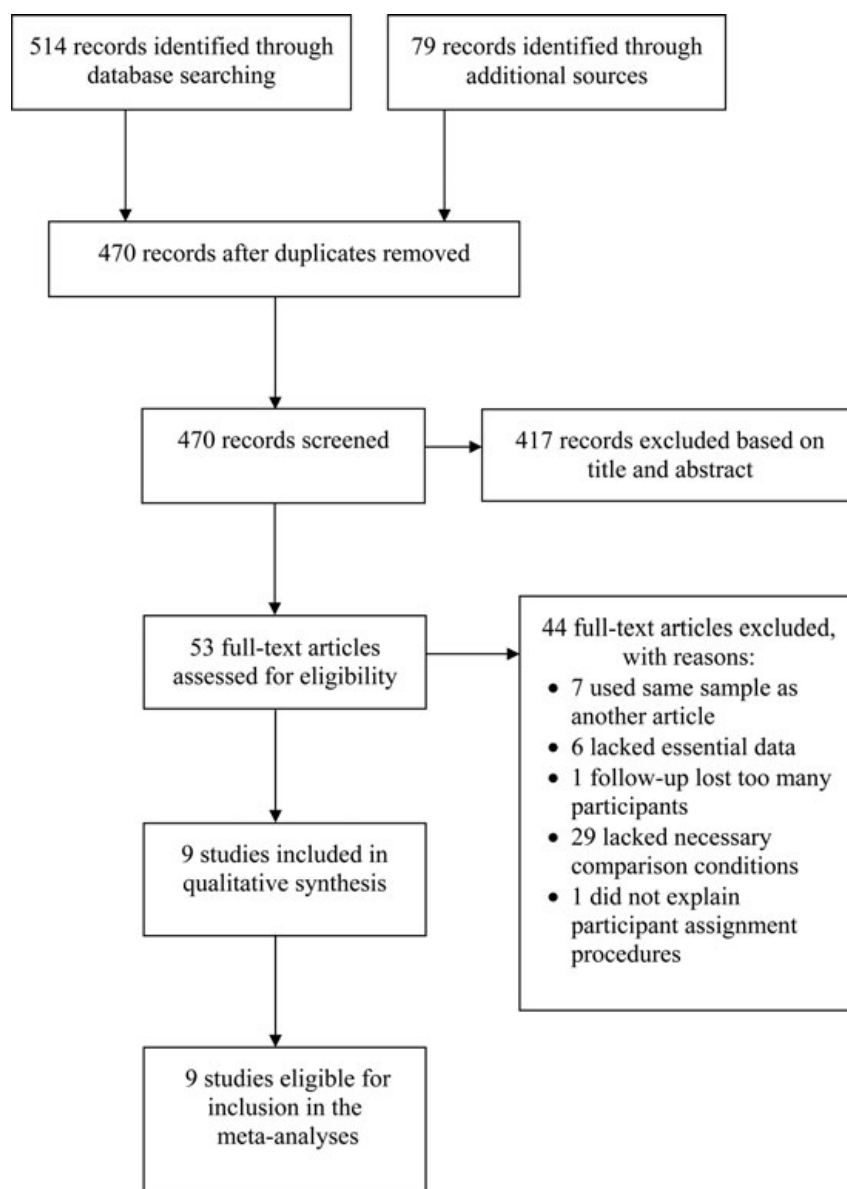 514 records identified through
database searching
79 records identified through
additional sources
470 records after duplicates removed
470 records screened
417 records excluded based on
title and abstract
53 full-text articles
assessed for eligibility
44 full-text articles excluded,
with reasons:
• 7 used same sample as
another article
• 6 lacked essential data
• 1 follow-up lost too many
participants
• 29 lacked necessary
comparison conditions
• 1 did not explain
participant assignment
procedures
9 studies included in
qualitative synthesis
9 studies eligible for
inclusion in the
meta-analyses